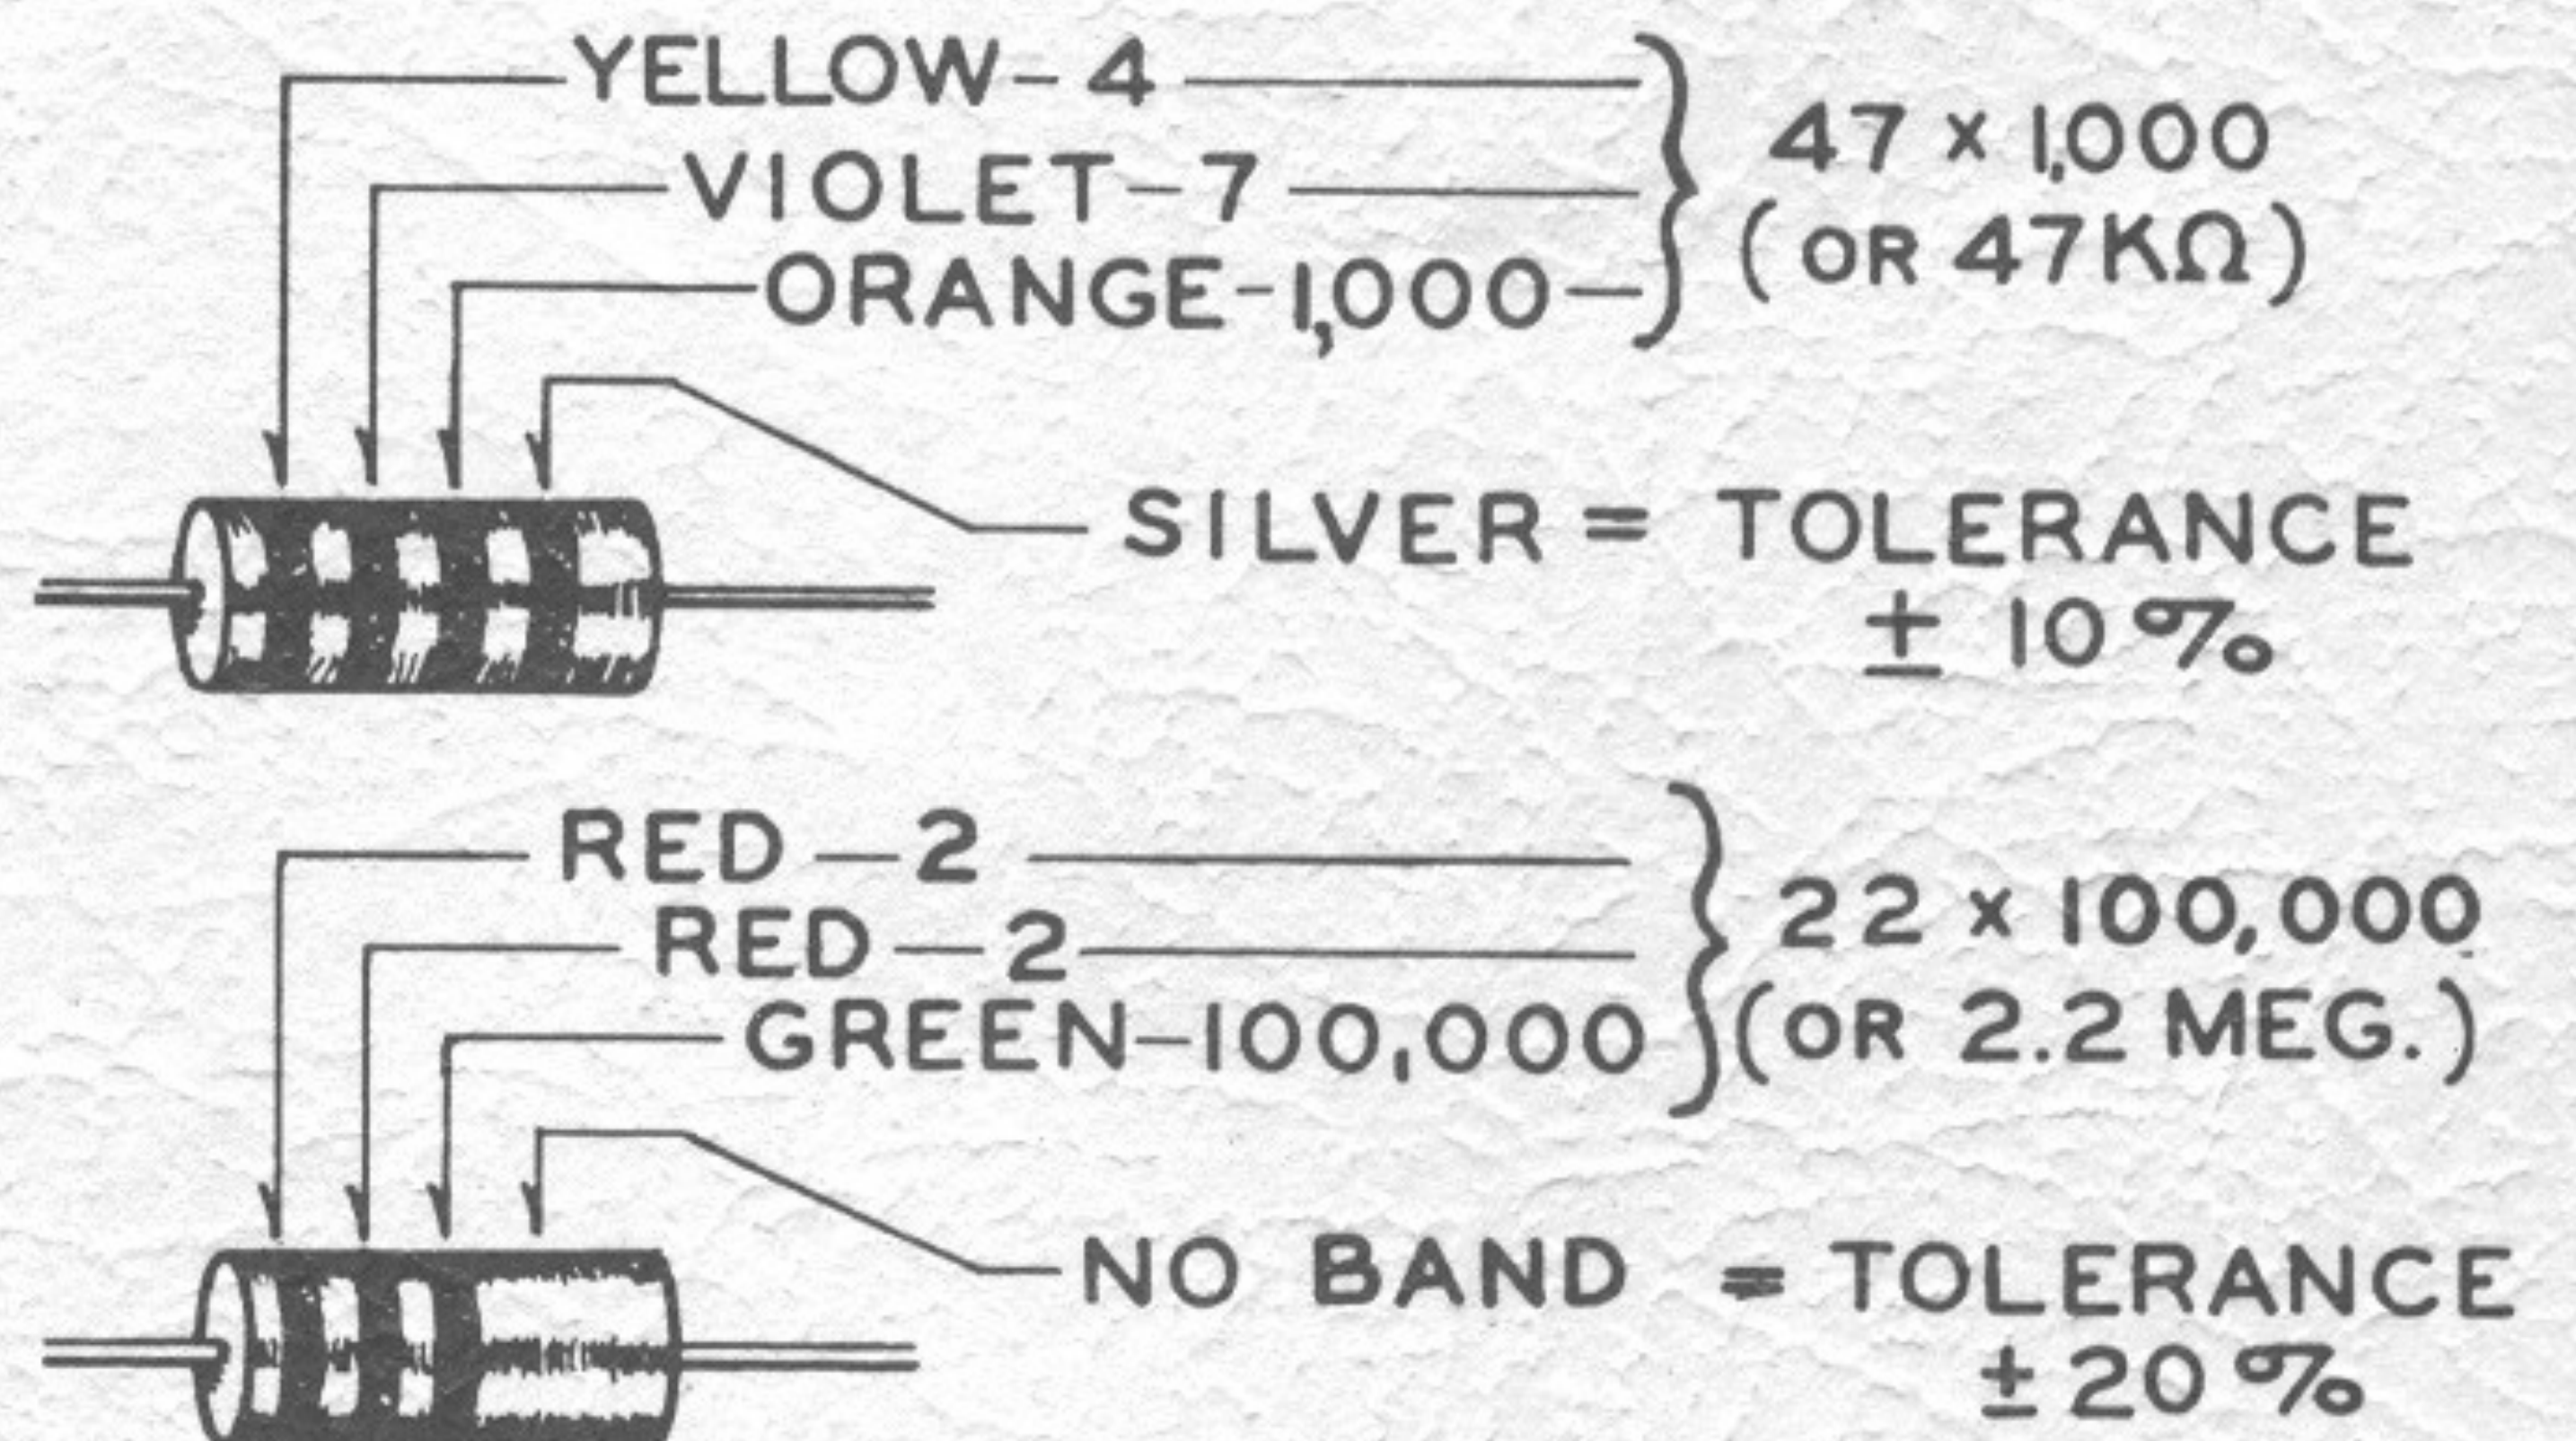 YELLOW-4
VIOLET-7
ORANGE-1,000
47 x 1,000
(OR 47KΩ)
SILVER = TOLERANCE
± 10%
RED-2
RED-2
GREEN-100,000
22 x 100,000
(OR 2.2 MEG.)
NO BAND = TOLERANCE
±20%